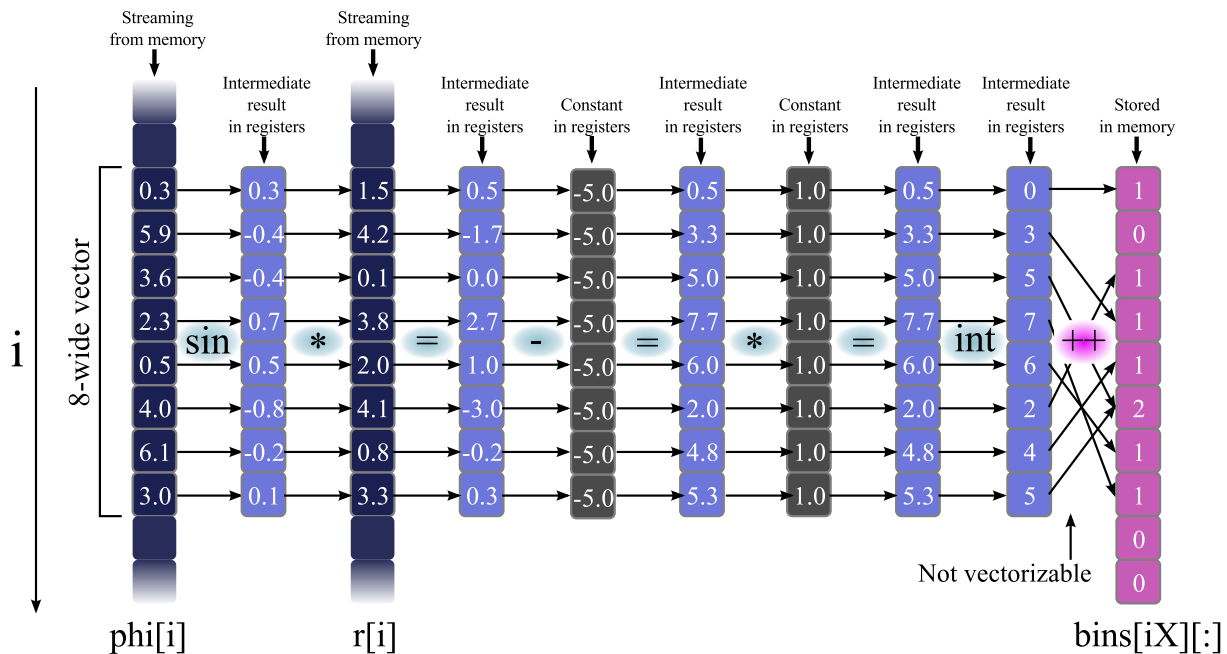 Streaming
from memory
Streaming
from memory
Intermediate
result
in registers
Intermediate
result
in registers
Constant
in registers
Intermediate
result
in registers
Constant
in registers
Intermediate
result
in registers
Intermediate
result
in registers
Stored
in memory
0.3 0.3 1.5 0.5 -5.0 0.5 1.0 0.5 0 1
5.9 -0.4 4.2 -1.7 -5.0 3.3 1.0 3.3 3 0
3.6 -0.4 0.1 0.0 -5.0 5.0 1.0 5.0 5 1
2.3 0.7 3.8 2.7 -5.0 7.7 1.0 7.7 7 1
sin * = - = * = int ++
0.5 0.5 2.0 1.0 -5.0 6.0 1.0 6.0 6 1
4.0 -0.8 4.1 -3.0 -5.0 2.0 1.0 2.0 2 2
6.1 -0.2 0.8 -0.2 -5.0 4.8 1.0 4.8 4 1
3.0 0.1 3.3 0.3 -5.0 5.3 1.0 5.3 5 1
0
0
i
8-wide vector
Not vectorizable
phi[i] r[i] bins[iX][:]